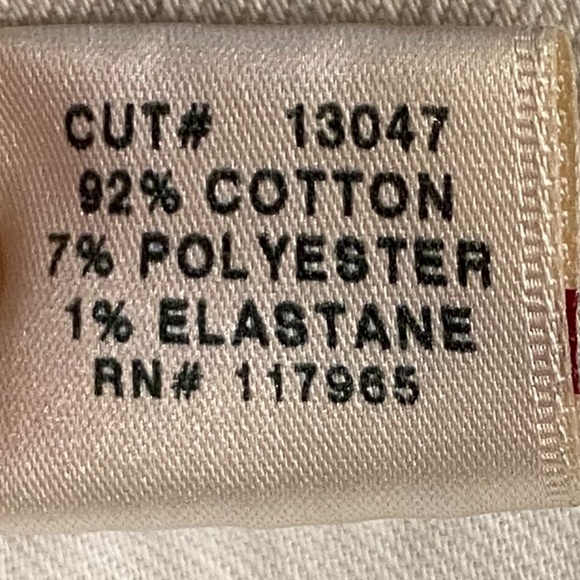 CUT# 13047
92% COTTON
7% POLYESTER
1% ELASTANE
RN# 117965